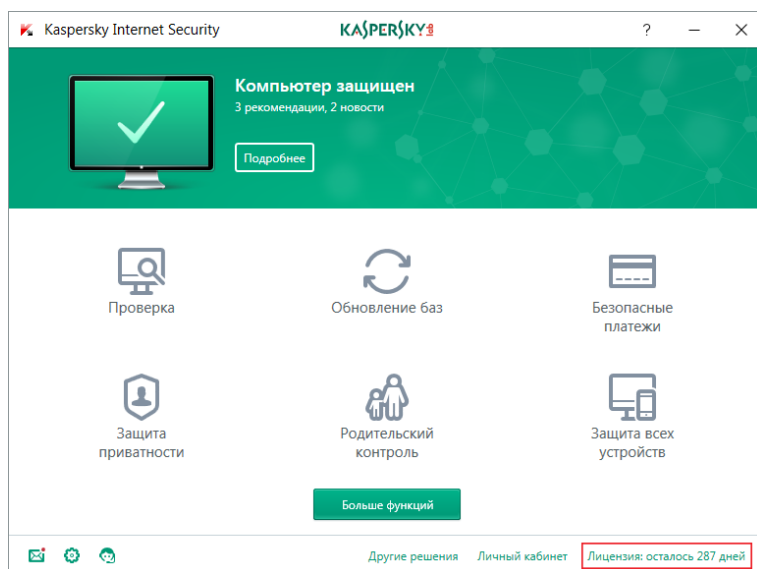 Kaspersky Internet Security
KASPERSKY lab
?
Компьютер защищен
3 рекомендации, 2 новости
Подробнее
Проверка
Обновление баз
Безопасные
платежи
Защита
приватности
Родительский
контроль
Защита всех
устройств
Больше функций
Другие решения
Личный кабинет
Лицензия: осталось 287 дней